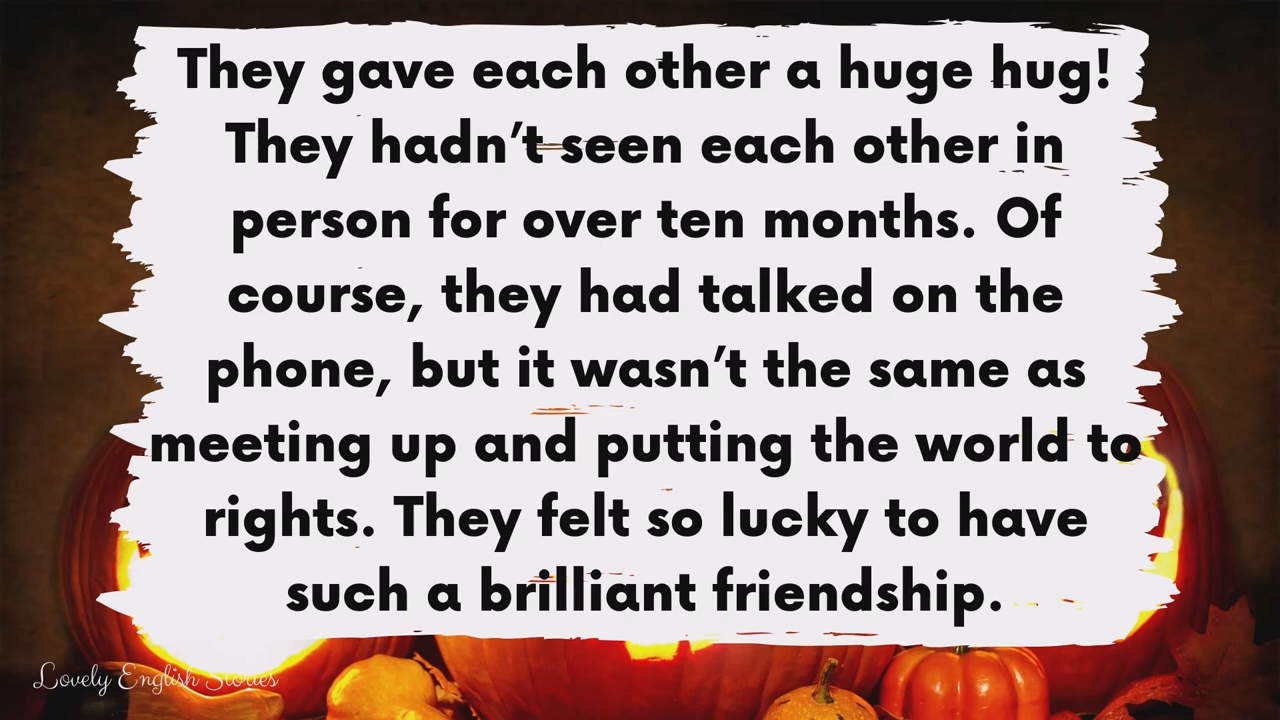 They gave each other a huge hug!
They hadn’t seen each other in
person for over ten months. Of
course, they had talked on the
phone, but it wasn’t the same as
meeting up and putting the world to
rights. They felt so lucky to have
such a brilliant friendship.
Lovely English Stories